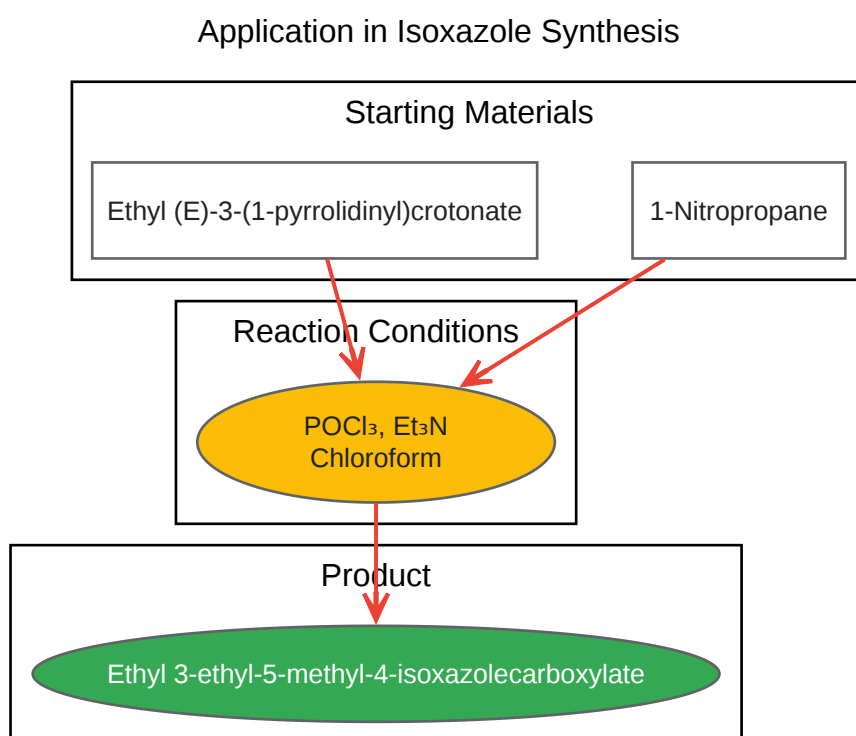 Application in Isoxazole Synthesis
Starting Materials
Ethyl (E)-3-(1-pyrrolidinyl)crotonate
1-Nitropropane
Reaction Conditions
POCl₃, Et₃N
Chloroform
Product
Ethyl 3-ethyl-5-methyl-4-isoxazolecarboxylate